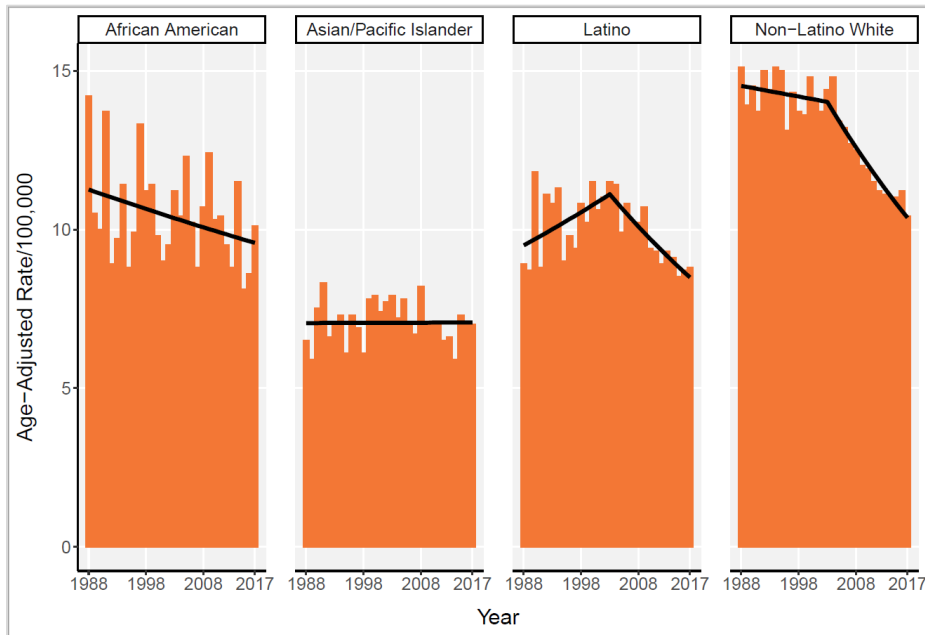 African American
Asian/Pacific Islander
Latino
Non−Latino White
Age−Adjusted Rate/100,000
15
10
5
0
1988 1998 2008 2017
1988 1998 2008 2017
1988 1998 2008 2017
1988 1998 2008 2017
Year